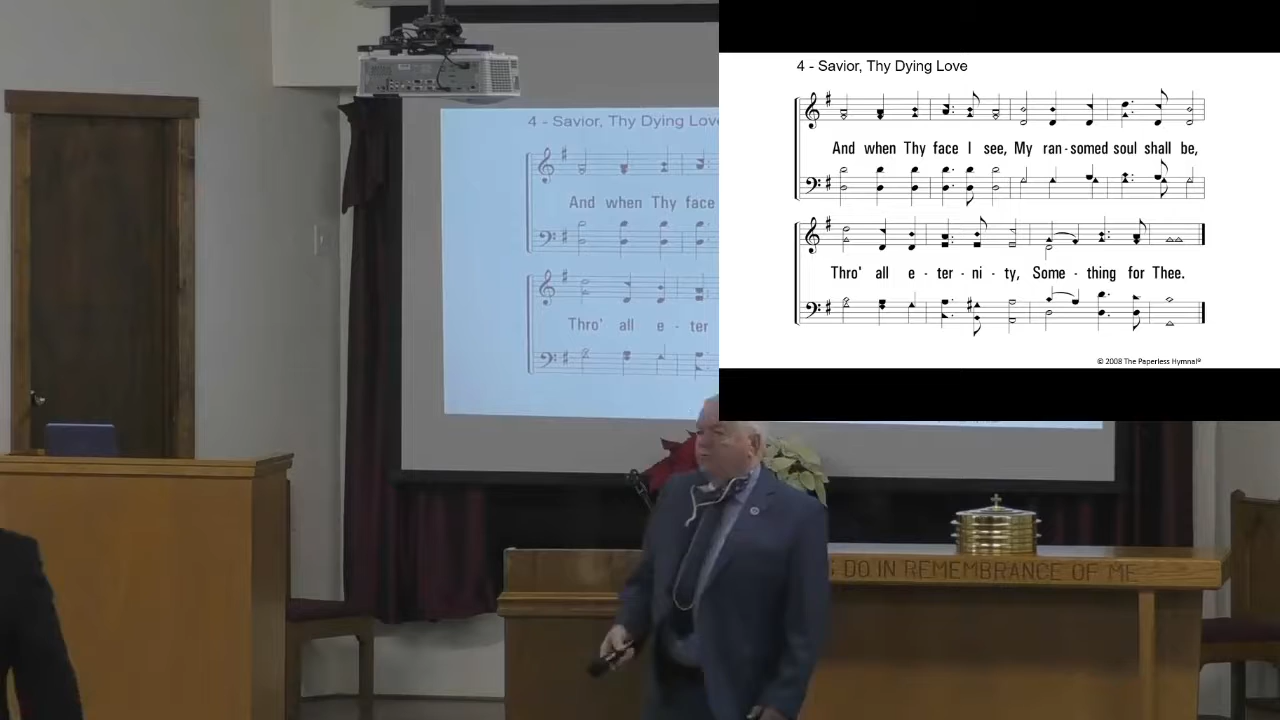 4 - Savior, Thy Dying Love
And when Thy face
Thro' all e - ter
4 - Savior, Thy Dying Love
And when Thy face I see, My ran - somed soul shall be,
Thro' all e - ter - ni - ty, Some - thing for Thee.
© 2008 The Paperless Hymnal®
DO IN REMEMBRANCE OF ME